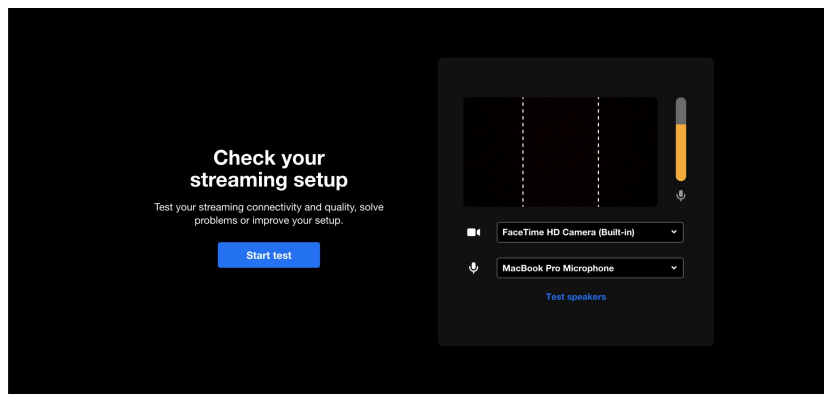 Check your
streaming setup
Test your streaming connectivity and quality, solve
problems or improve your setup.
Start test
FaceTime HD Camera (Built-in)
MacBook Pro Microphone
Test speakers